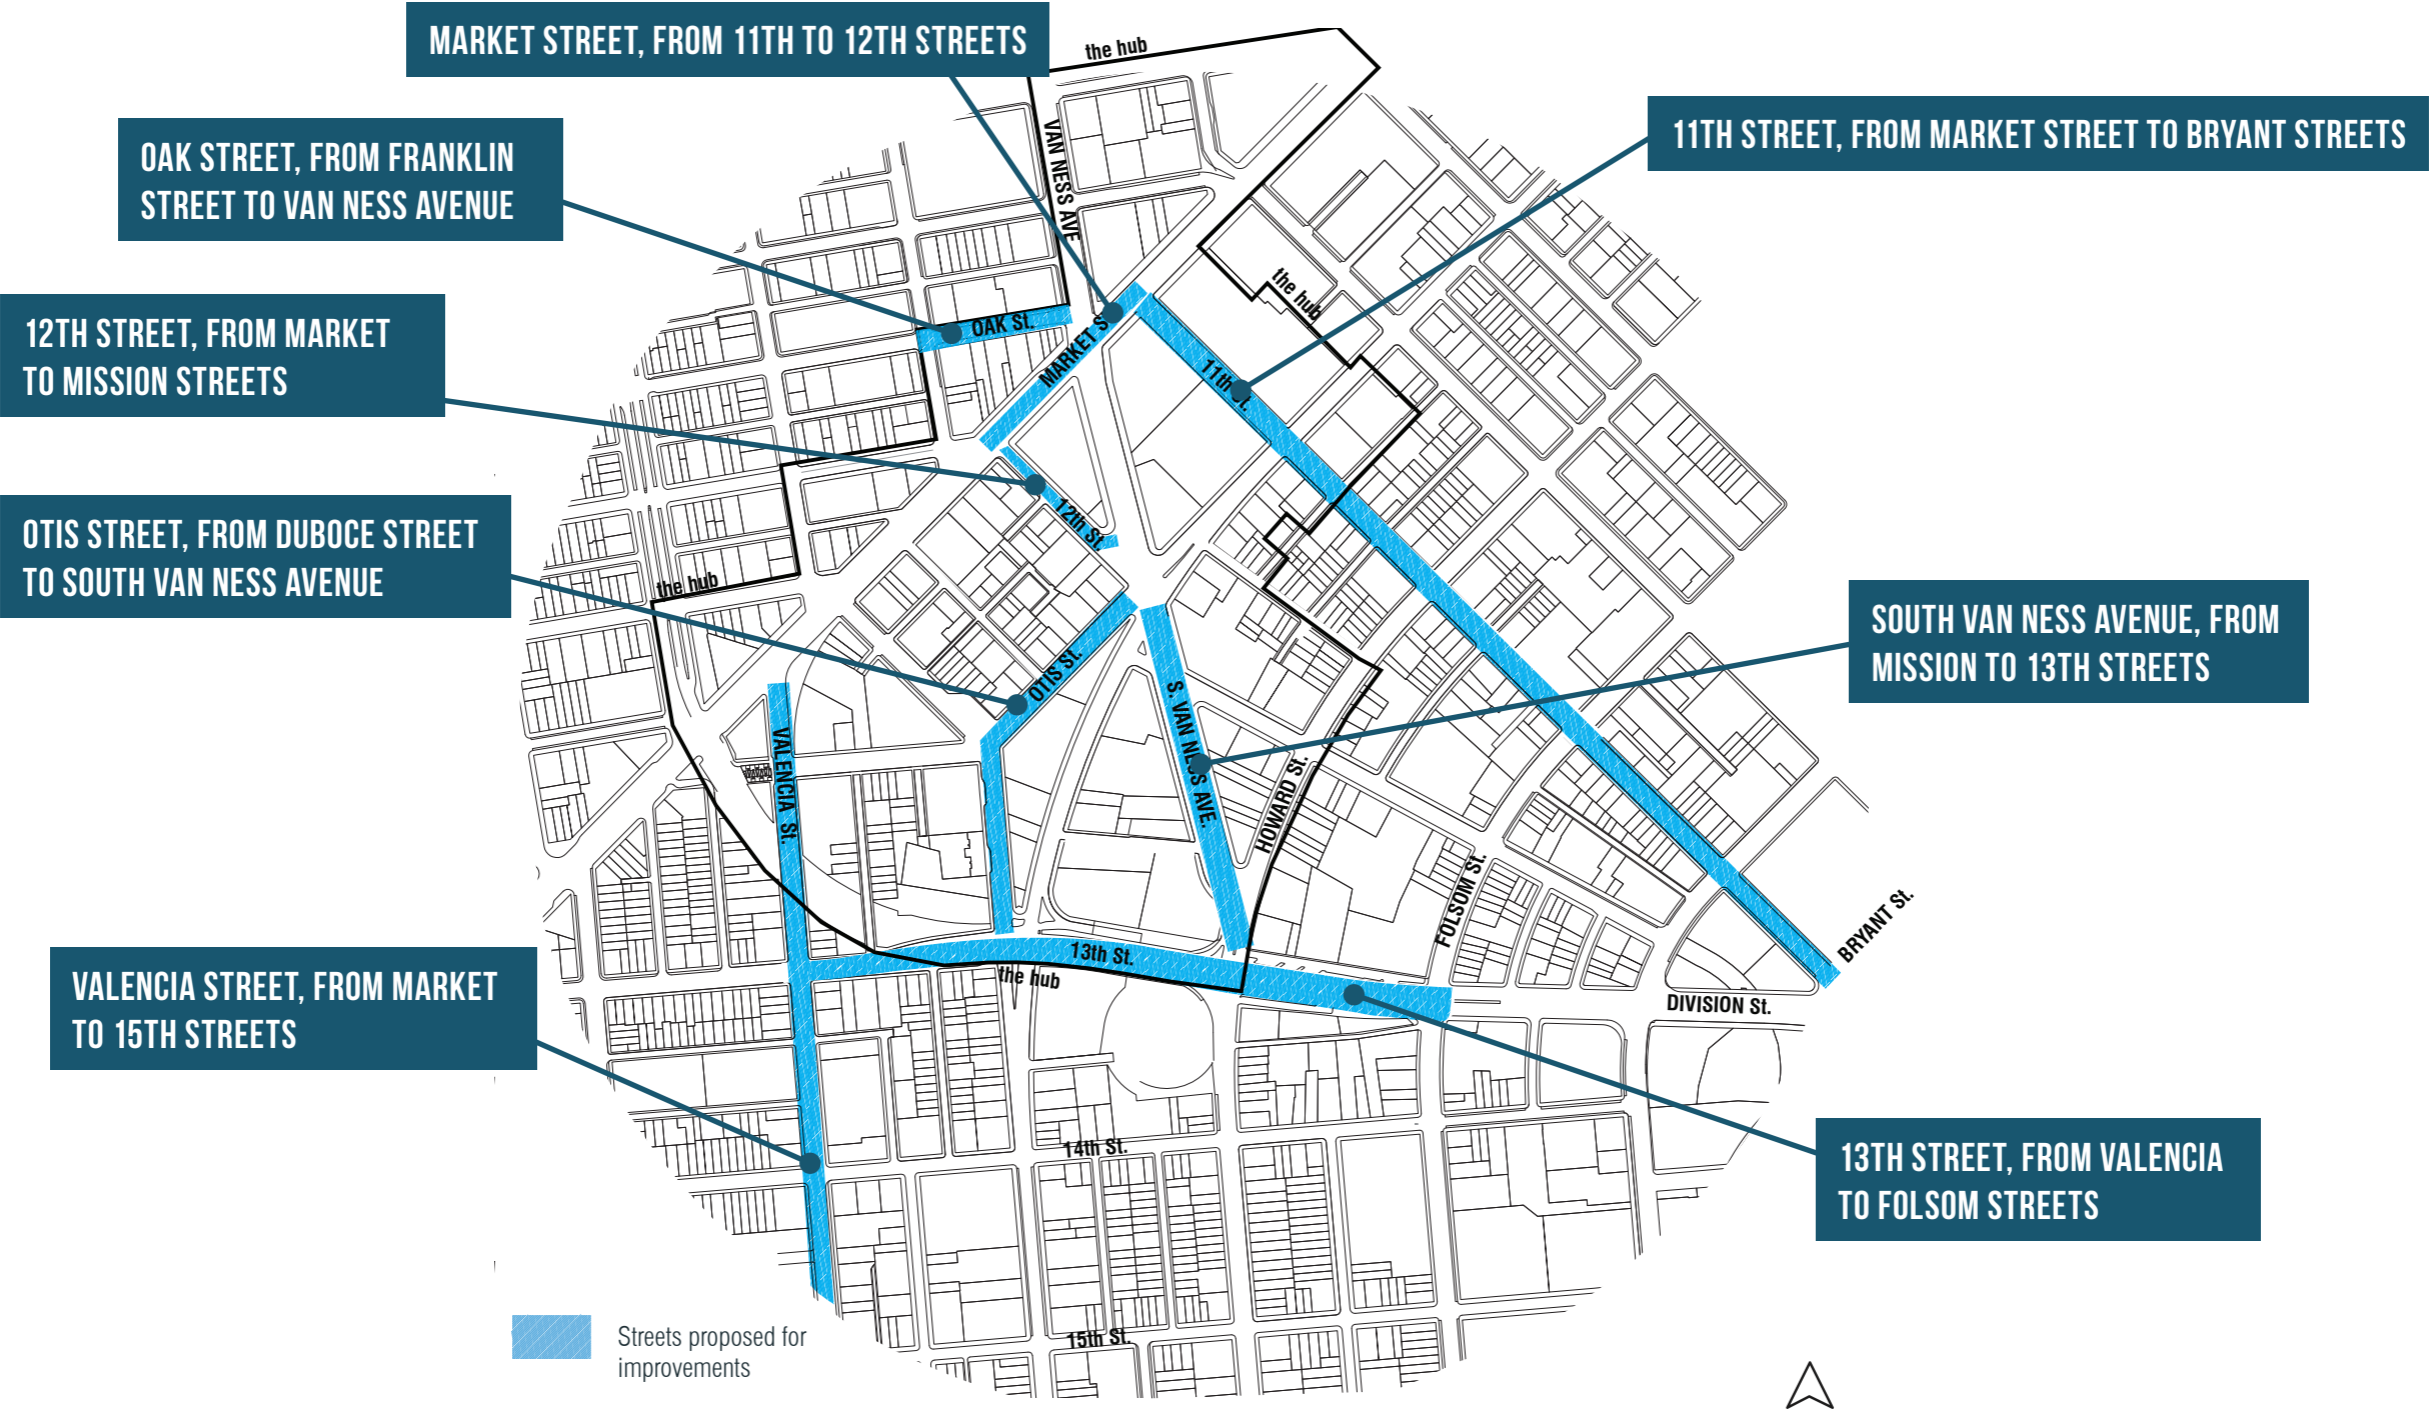 MARKET STREET, FROM 11TH TO 12TH STREETS
the hub
11TH STREET, FROM MARKET STREET TO BRYANT STREETS
OAK STREET, FROM FRANKLIN
STREET TO VAN NESS AVENUE
VAN NESS AVE
the hub
12TH STREET, FROM MARKET
TO MISSION STREETS
OAK St.
MARKET S
11th St.
OTIS STREET, FROM DUBOCE STREET
TO SOUTH VAN NESS AVENUE
12th St.
the hub
SOUTH VAN NESS AVENUE, FROM
MISSION TO 13TH STREETS
OTIS St.
S. VAN NESS AVE.
VALENCIA St.
HOWARD St.
FOLSOM St.
BRYANT St.
VALENCIA STREET, FROM MARKET
TO 15TH STREETS
13th St.
the hub
DIVISION St.
14th St.
13TH STREET, FROM VALENCIA
TO FOLSOM STREETS
15th St.
Streets proposed for
improvements